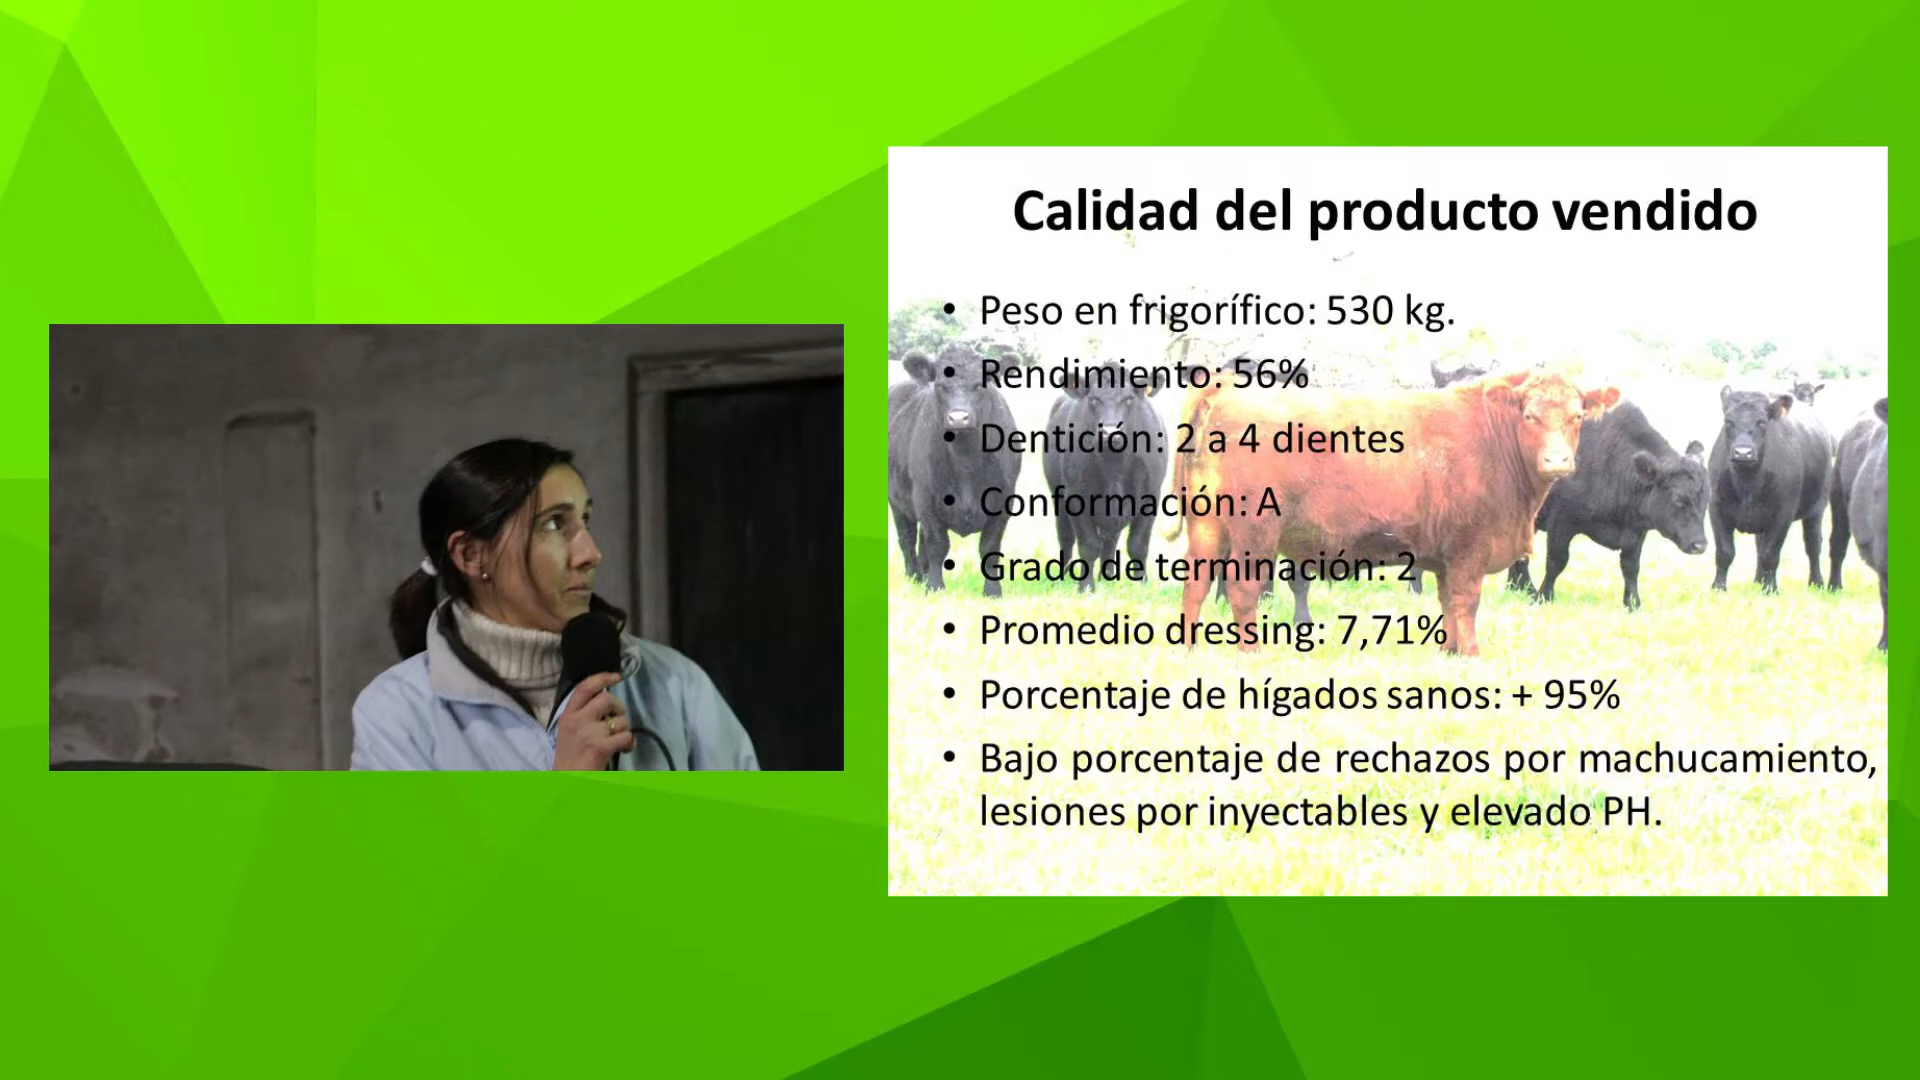 Calidad del producto vendido
• Peso en frigorífico: 530 kg.
• Rendimiento: 56%
• Dentición: 2 a 4 dientes
• Conformación: A
• Grado de terminación: 2
• Promedio dressing: 7,71%
• Porcentaje de hígados sanos: + 95%
• Bajo porcentaje de rechazos por machucamiento,
lesiones por inyectables y elevado PH.